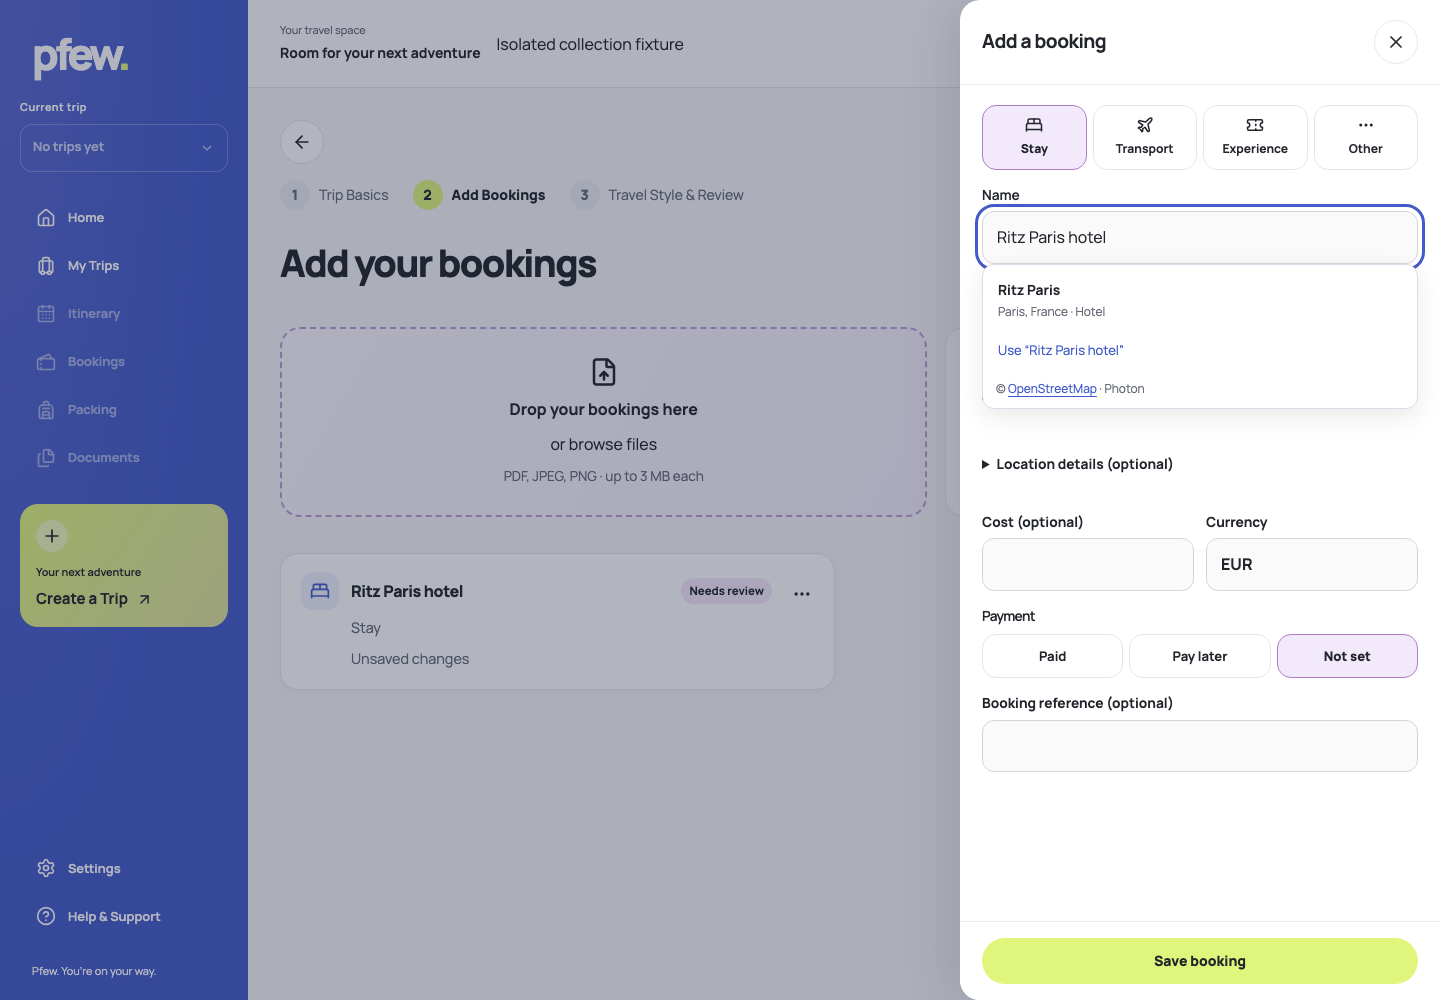 pfew.
Current trip
No trips yet
Home
My Trips
Itinerary
Bookings
Packing
Documents
Your next adventure
Create a Trip
Settings
Help & Support
Pfew. You're on your way.
Your travel space
Room for your next adventure
Isolated collection fixture
1 Trip Basics
2 Add Bookings
3 Travel Style & Review
Add your bookings
Drop your bookings here
or browse files
PDF, JPEG, PNG · up to 3 MB each
Ritz Paris hotel
Needs review
Stay
Unsaved changes
Add a booking
Stay
Transport
Experience
Other
Name
Ritz Paris hotel
Ritz Paris
Paris, France · Hotel
Use “Ritz Paris hotel”
© OpenStreetMap · Photon
Location details (optional)
Cost (optional)
Currency
EUR
Payment
Paid
Pay later
Not set
Booking reference (optional)
Save booking